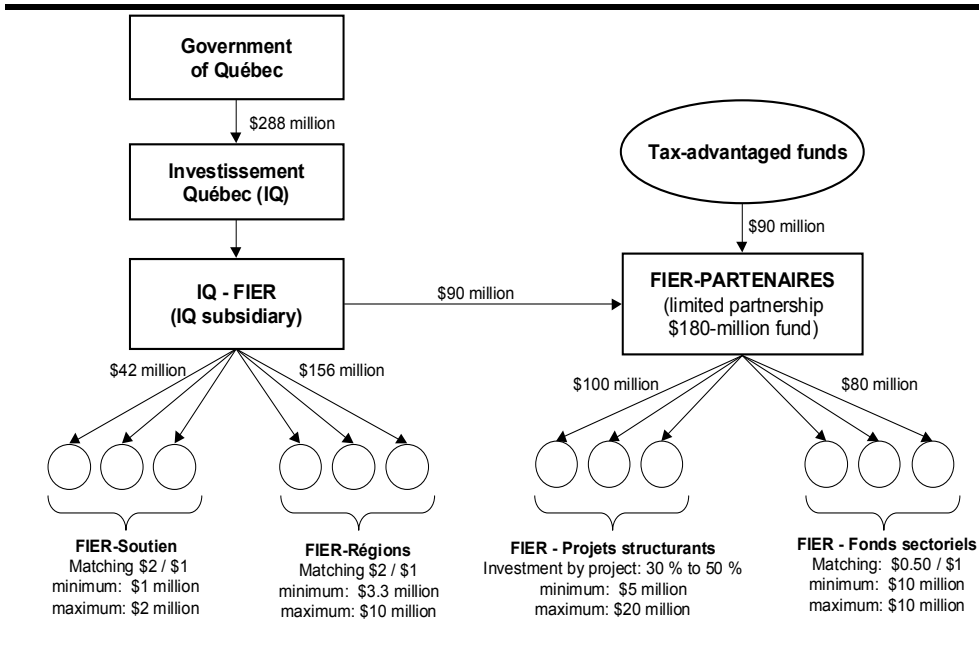 Government
of Québec
$288 million
Investissement
Québec (IQ)
Tax-advantaged funds
$90 million
IQ - FIER
(IQ subsidiary)
$90 million
FIER-PARTENAIRES
(limited partnership
$180-million fund)
$42 million
$156 million
$100 million
$80 million
FIER-Soutien
Matching $2 / $1
minimum: $1 million
maximum: $2 million
FIER-Régions
Matching $2 / $1
minimum: $3.3 million
maximum: $10 million
FIER - Projets structurants
Investment by project: 30 % to 50 %
minimum: $5 million
maximum: $20 million
FIER - Fonds sectoriels
Matching: $0.50 / $1
minimum: $10 million
maximum: $10 million